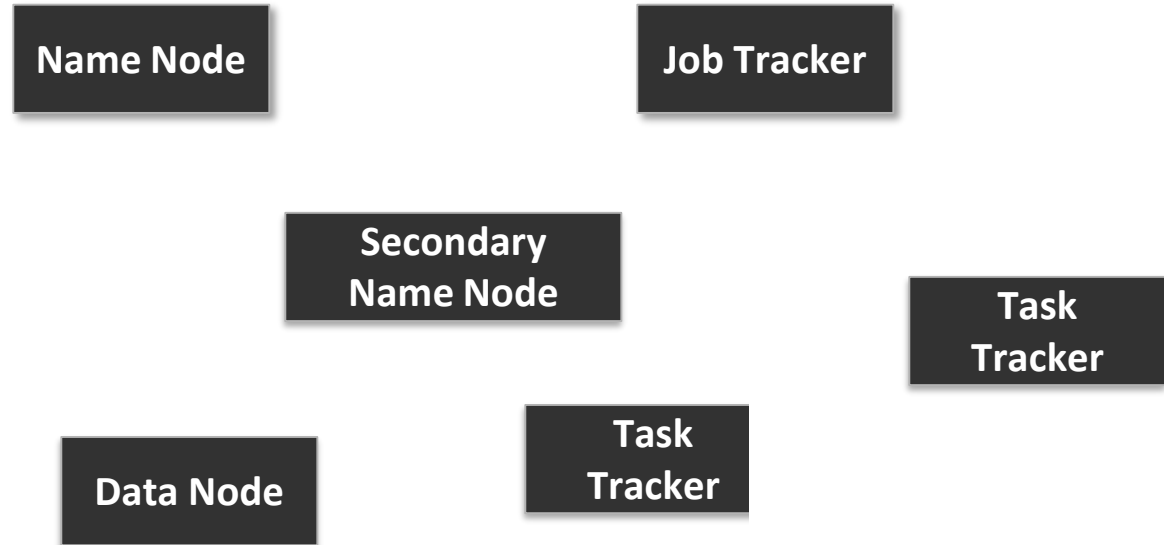 Name Node
Job Tracker
Secondary
Name Node
Task
Tracker
Task
Tracker
Data Node